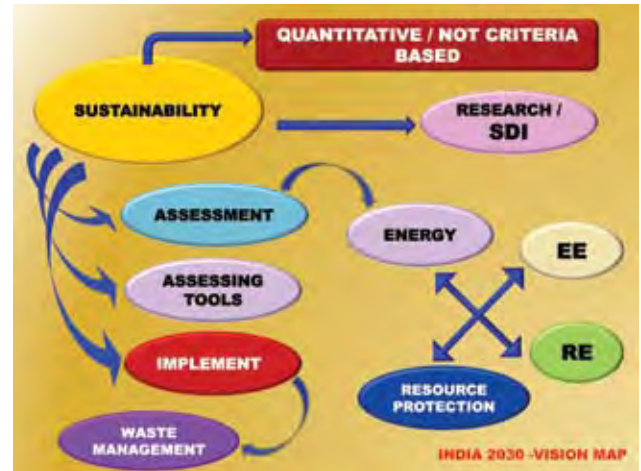 QUANTITATIVE / NOT CRITERIA
BASED
SUSTAINABILITY
RESEARCH /
SDI
ASSESSMENT
ENERGY
EE
ASSESSING
TOOLS
IMPLEMENT
RE
RESOURCE
PROTECTION
WASTE
MANAGEMENT
INDIA 2030 -VISION MAP